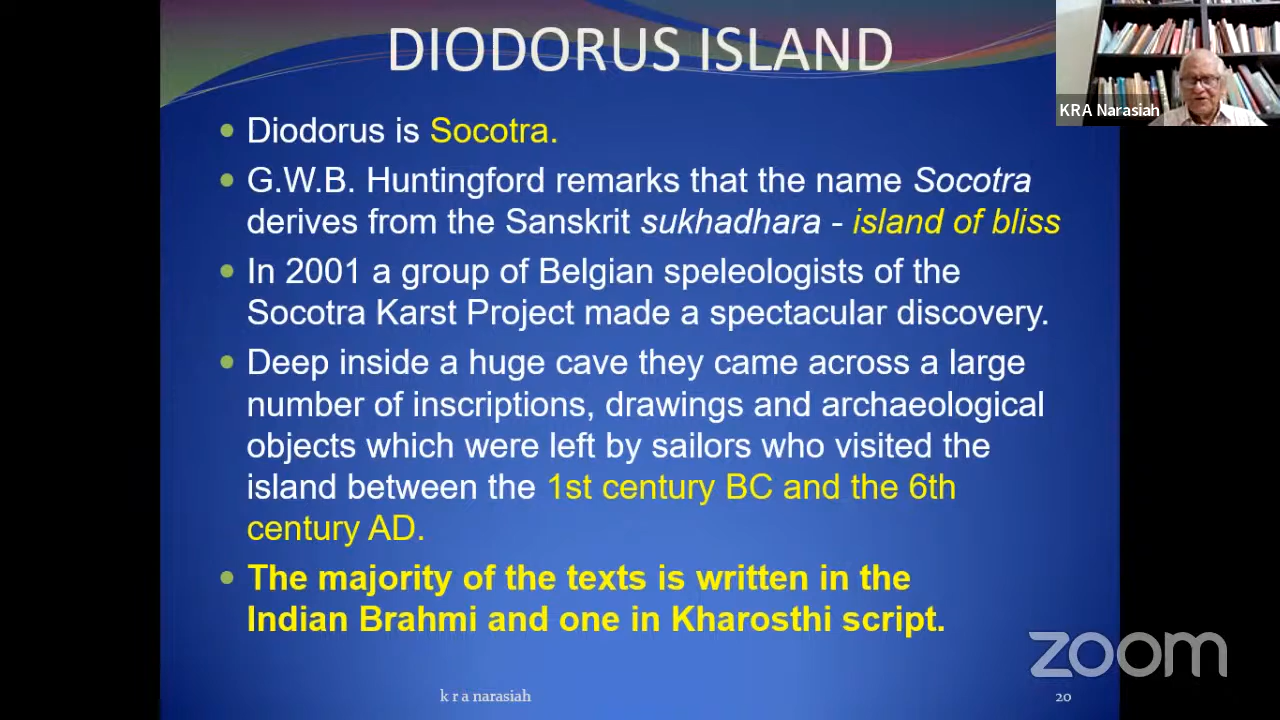 DIODORUS ISLAND
KRA Narasiah
Diodorus is Socotra.
G.W.B. Huntingford remarks that the name Socotra
derives from the Sanskrit sukhadhara - island of bliss
In 2001 a group of Belgian speleologists of the
Socotra Karst Project made a spectacular discovery.
Deep inside a huge cave they came across a large
number of inscriptions, drawings and archaeological
objects which were left by sailors who visited the
island between the 1st century BC and the 6th
century AD.
The majority of the texts is written in the
Indian Brahmi and one in Kharosthi script.
zoom
k r a narasiah
20